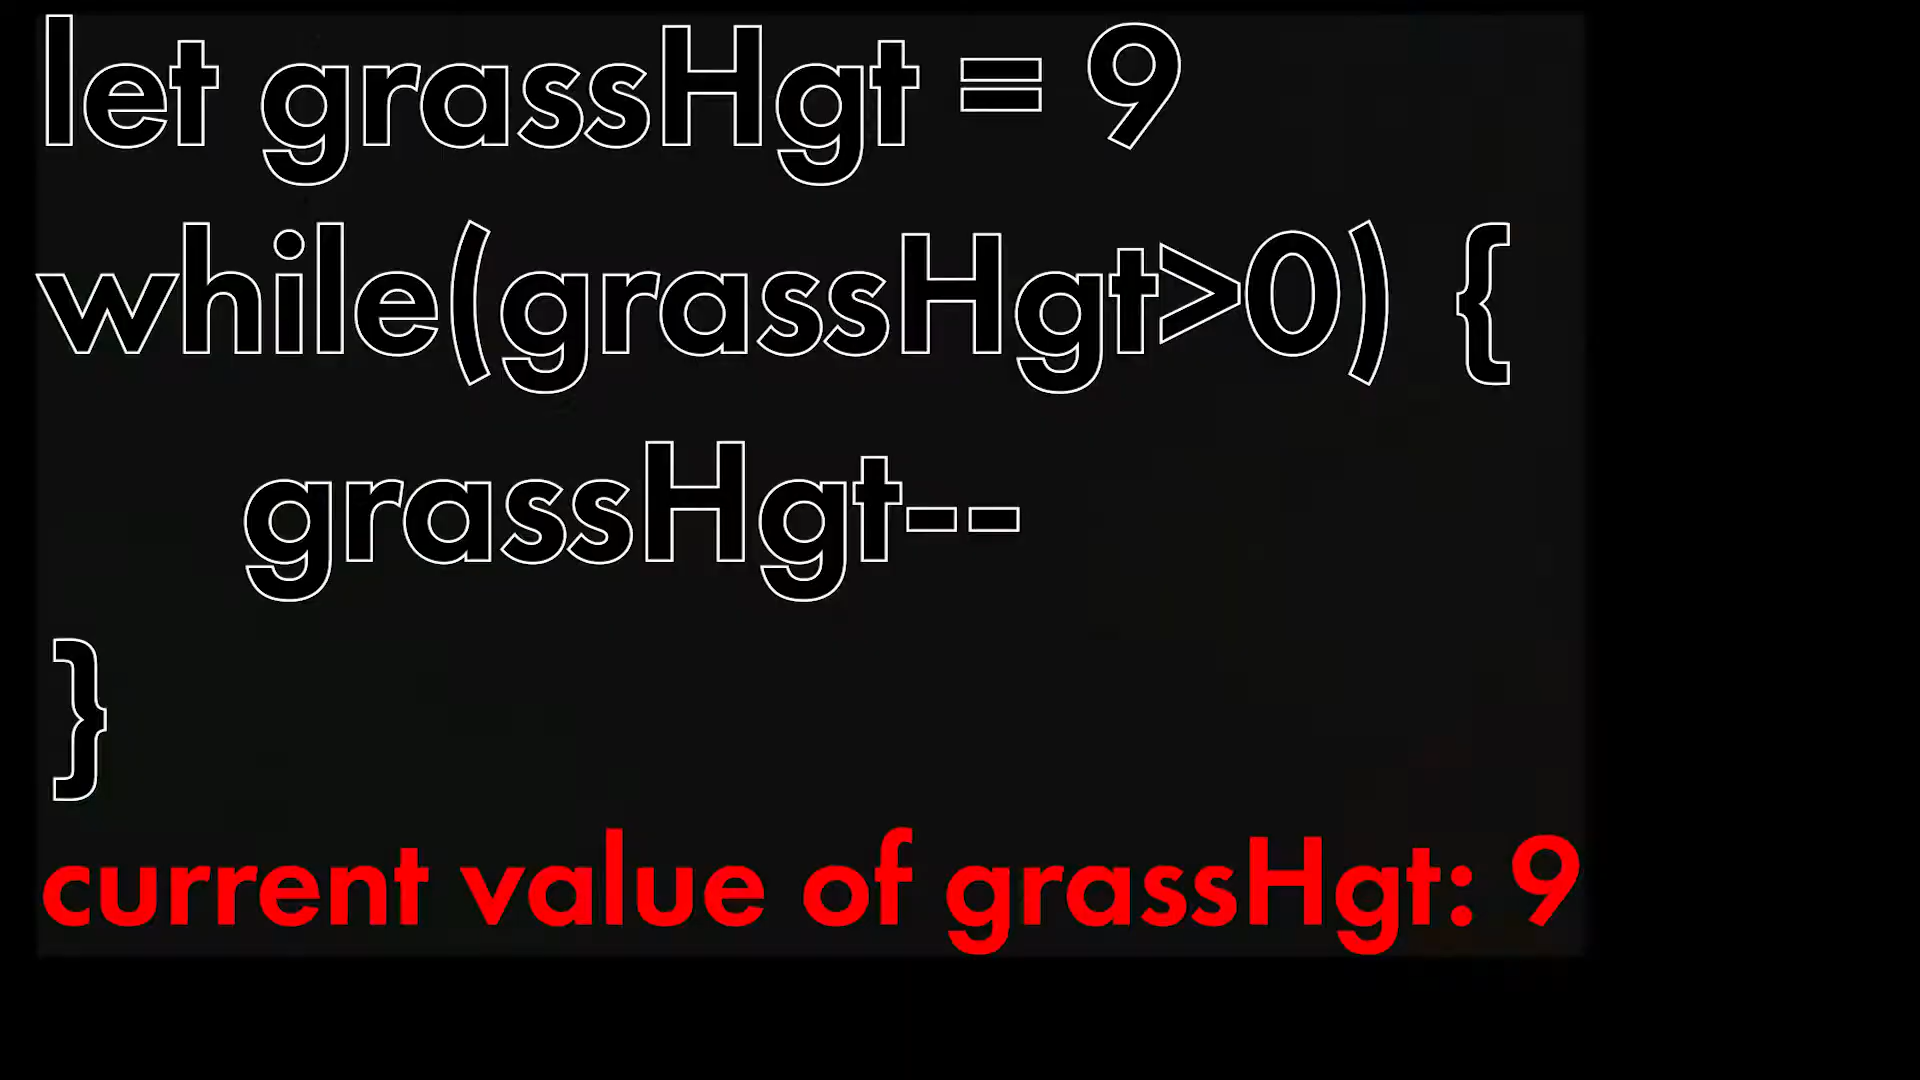 let grassHgt = 9
while(grassHgt>0) {
grassHgt--
}
current value of grassHgt: 9